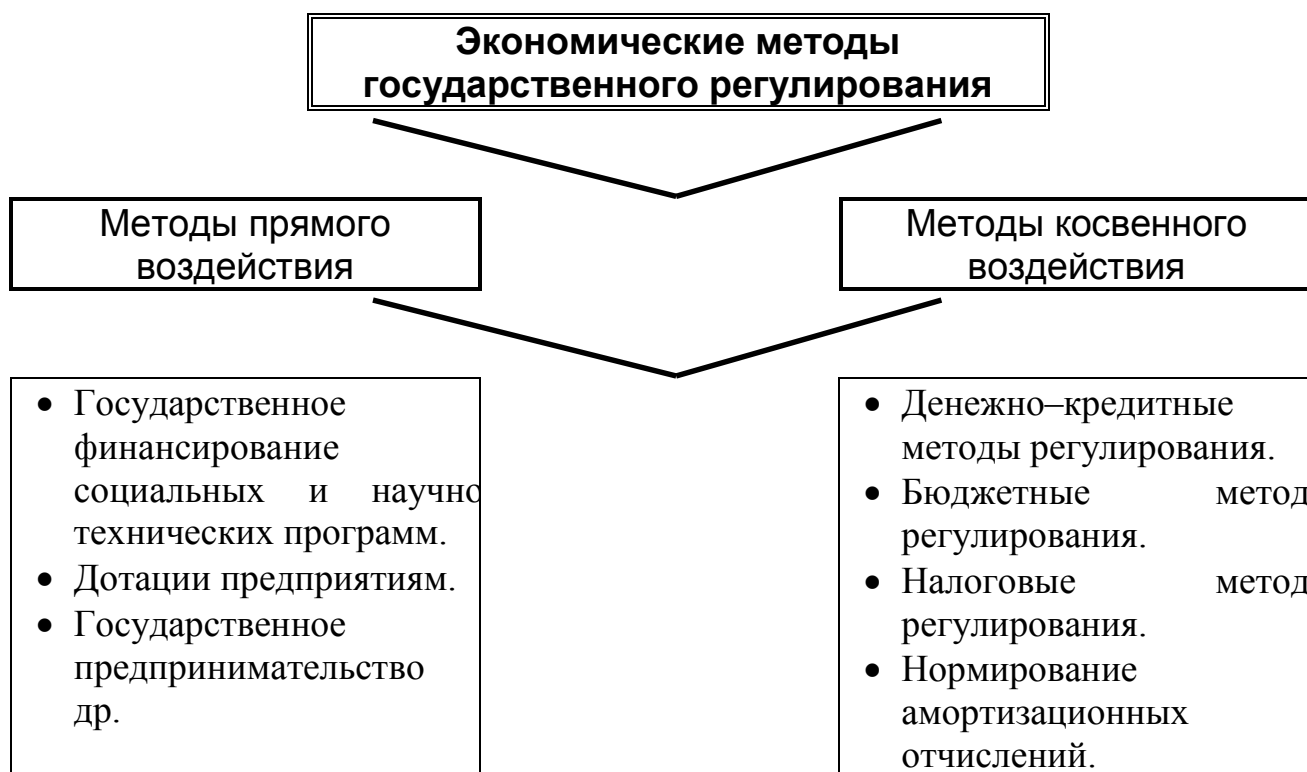 Экономические методы
государственного регулирования
Методы прямого
воздействия
Методы косвенного
воздействия
• Государственное
финансирование
социальных и научно
технических программ.
• Дотации предприятиям.
• Государственное
предпринимательство
др.
• Денежно–кредитные
методы регулирования.
• Бюджетные метод
регулирования.
• Налоговые метод
регулирования.
• Нормирование
амортизационных
отчислений.